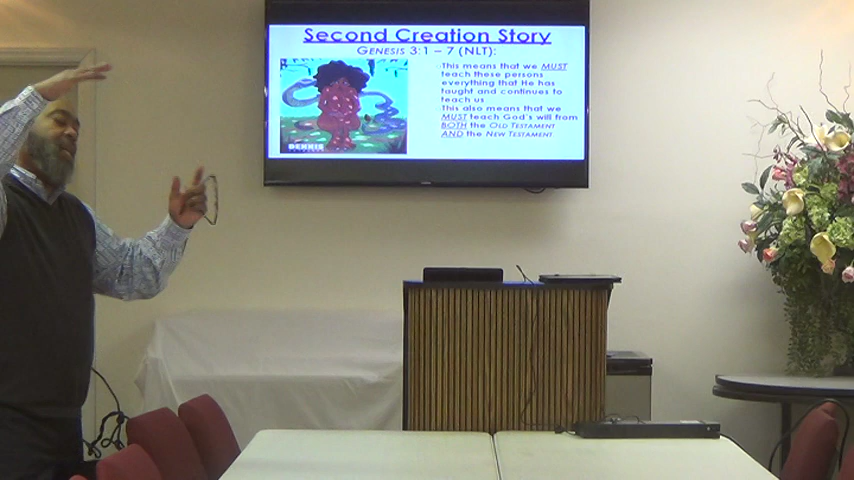 Second Creation Story
GENESIS 3:1 – 7 (NLT):
This means that we MUST
teach these persons
everything that He has
taught and continues to
teach us
This also means that we
MUST teach God's will from
BOTH the OLD TESTAMENT
AND the NEW TESTAMENT
DENNIS